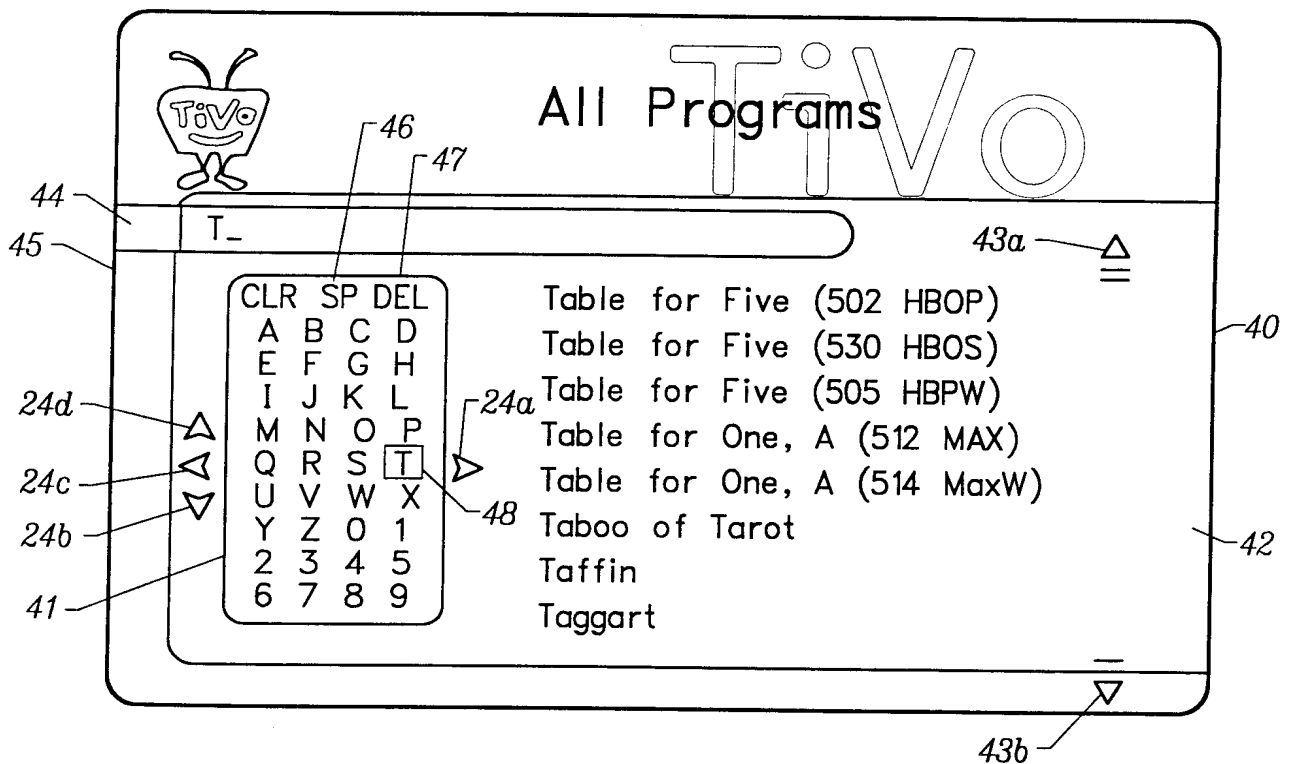 TiVo
TiVo
All Programs
46
47
44
45
T_
43a
CLR SP DEL
A B C D
E F G H
I J K L
M N O P
Q R S T
U V W X
Y Z 0 1
2 3 4 5
6 7 8 9
24d
24c
24b
24a
48
41
Table for Five (502 HBOP)
Table for Five (530 HBOS)
Table for Five (505 HBPW)
Table for One, A (512 MAX)
Table for One, A (514 MaxW)
Taboo of Tarot
Taffin
Taggart
40
42
43b